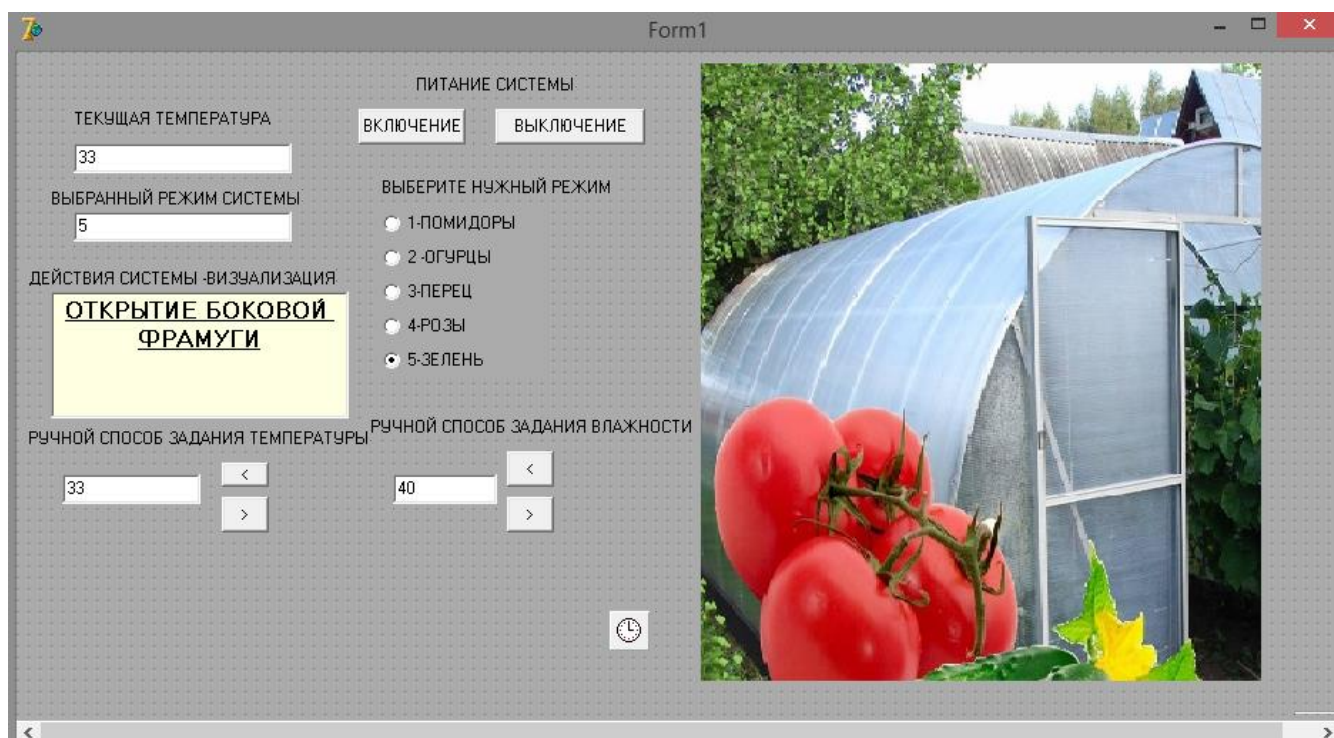 Form1
ПИТАНИЕ СИСТЕМЫ
ТЕКУЩАЯ ТЕМПЕРАТУРА
ВКЛЮЧЕНИЕ
ВЫКЛЮЧЕНИЕ
33
ВЫБРАННЫЙ РЕЖИМ СИСТЕМЫ
5
ВЫБЕРИТЕ НУЖНЫЙ РЕЖИМ
1-ПОМИДОРЫ
2 -ОГУРЦЫ
3-ПЕРЕЦ
4-РОЗЫ
5-ЗЕЛЕНЬ
ДЕЙСТВИЯ СИСТЕМЫ -ВИЗУАЛИЗАЦИЯ
ОТКРЫТИЕ БОКОВОЙ
ФРАМУГИ
РУЧНОЙ СПОСОБ ЗАДАНИЯ ТЕМПЕРАТУРЫ
33
<
>
РУЧНОЙ СПОСОБ ЗАДАНИЯ ВЛАЖНОСТИ
40
<
>